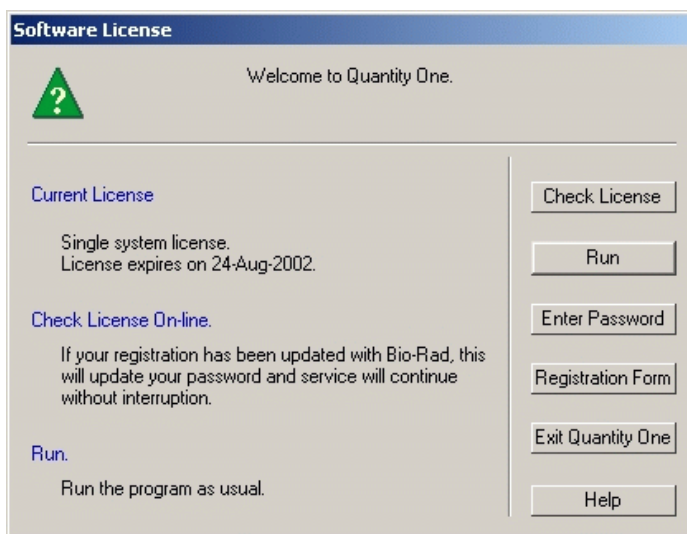 Software License
?
Welcome to Quantity One.
Current License
Single system license.
License expires on 24-Aug-2002.
Check License On-line.
If your registration has been updated with Bio-Rad, this
will update your password and service will continue
without interruption.
Run.
Run the program as usual.
Check License
Run
Enter Password
Registration Form
Exit Quantity One
Help